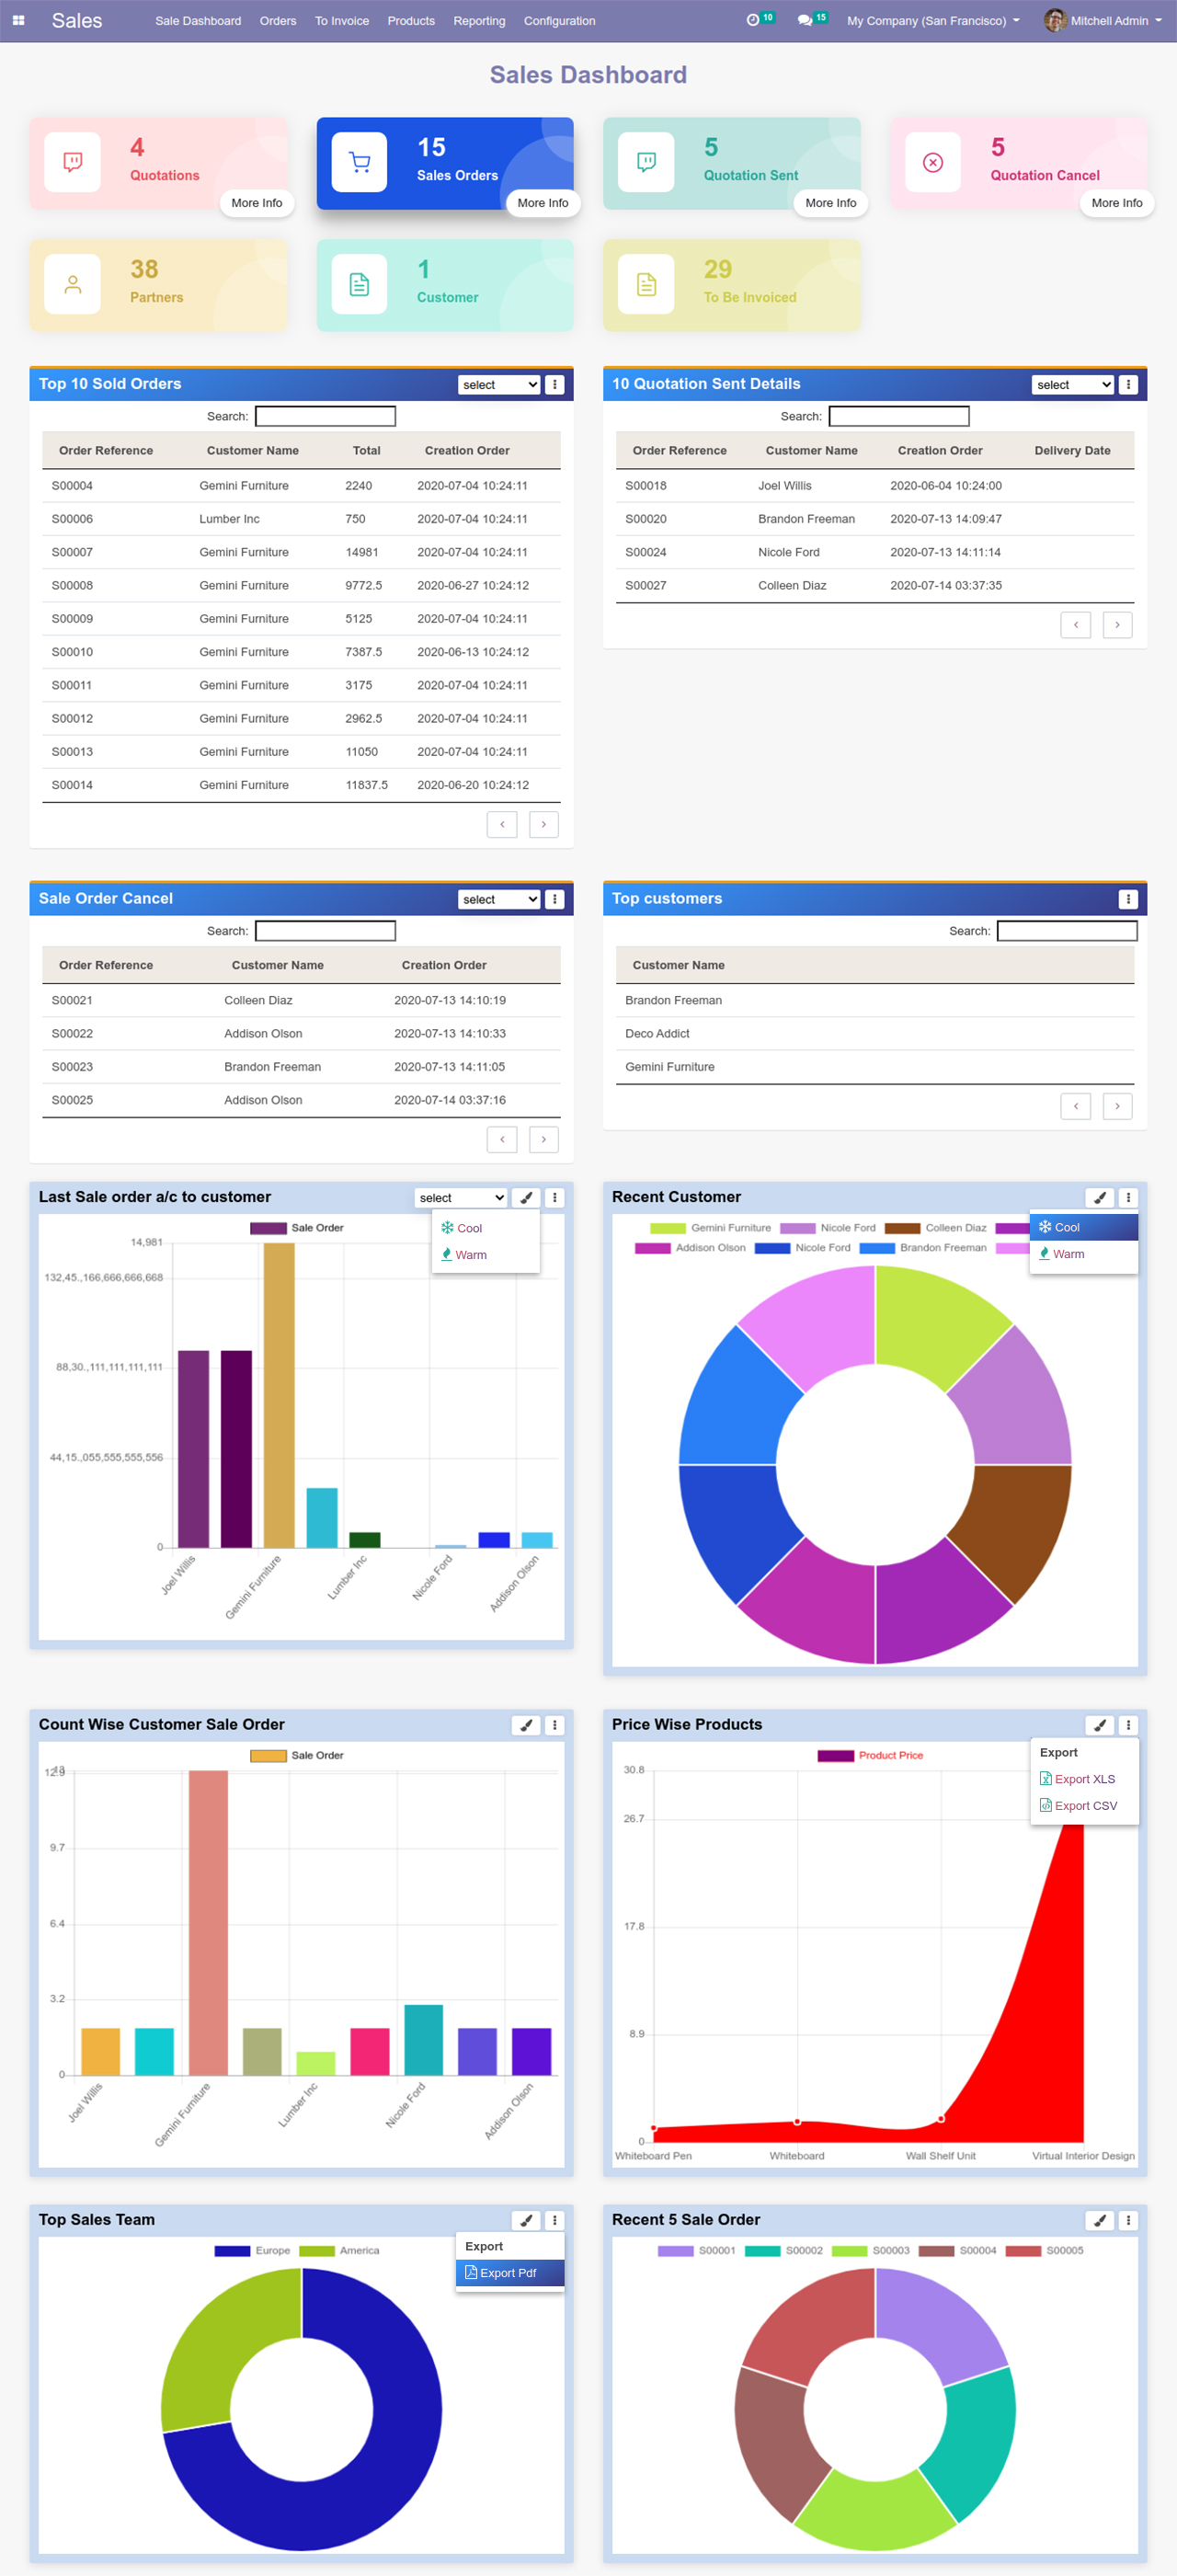 Sales Sale Dashboard Orders To Invoice Products Reporting Configuration 10 15 My Company (San Francisco) Mitchell Admin
Sales Dashboard
4 Quotations More Info
15 Sales Orders More Info
5 Quotation Sent More Info
5 Quotation Cancel More Info
38 Partners
1 Customer
29 To Be Invoiced
Top 10 Sold Orders select
Search:
Order Reference Customer Name Total Creation Order
S00004 Gemini Furniture 2240 2020-07-04 10:24:11
S00006 Lumber Inc 750 2020-07-04 10:24:11
S00007 Gemini Furniture 14981 2020-07-04 10:24:11
S00008 Gemini Furniture 9772.5 2020-06-27 10:24:12
S00009 Gemini Furniture 5125 2020-07-04 10:24:11
S00010 Gemini Furniture 7387.5 2020-06-13 10:24:12
S00011 Gemini Furniture 3175 2020-07-04 10:24:11
S00012 Gemini Furniture 2962.5 2020-07-04 10:24:11
S00013 Gemini Furniture 11050 2020-07-04 10:24:11
S00014 Gemini Furniture 11837.5 2020-06-20 10:24:12
10 Quotation Sent Details select
Search:
Order Reference Customer Name Creation Order Delivery Date
S00018 Joel Willis 2020-06-04 10:24:00
S00020 Brandon Freeman 2020-07-13 14:09:47
S00024 Nicole Ford 2020-07-13 14:11:14
S00027 Colleen Diaz 2020-07-14 03:37:35
Sale Order Cancel select
Search:
Order Reference Customer Name Creation Order
S00021 Colleen Diaz 2020-07-13 14:10:19
S00022 Addison Olson 2020-07-13 14:10:33
S00023 Brandon Freeman 2020-07-13 14:11:05
S00025 Addison Olson 2020-07-14 03:37:16
Top customers
Search:
Customer Name
Brandon Freeman
Deco Addict
Gemini Furniture
Last Sale order a/c to customer select
Cool
Warm
Sale Order
14,981
132,45.,166,666,666,668
88,30.,111,111,111,111
44,15.,055,555,555,556
0
Joel Willis Gemini Furniture Lumber Inc Nicole Ford Addison Olson
Recent Customer
Cool
Warm
Gemini Furniture Nicole Ford Colleen Diaz
Addison Olson Nicole Ford Brandon Freeman
Count Wise Customer Sale Order
Sale Order
13
12.9
9.7
6.4
3.2
0
Joel Willis Gemini Furniture Lumber Inc Nicole Ford Addison Olson
Price Wise Products
Export
Export XLS
Export CSV
Product Price
30.8
26.7
17.8
8.9
0
Whiteboard Pen Whiteboard Wall Shelf Unit Virtual Interior Design
Top Sales Team
Export
Export Pdf
Europe America
Recent 5 Sale Order
S00001 S00002 S00003 S00004 S00005